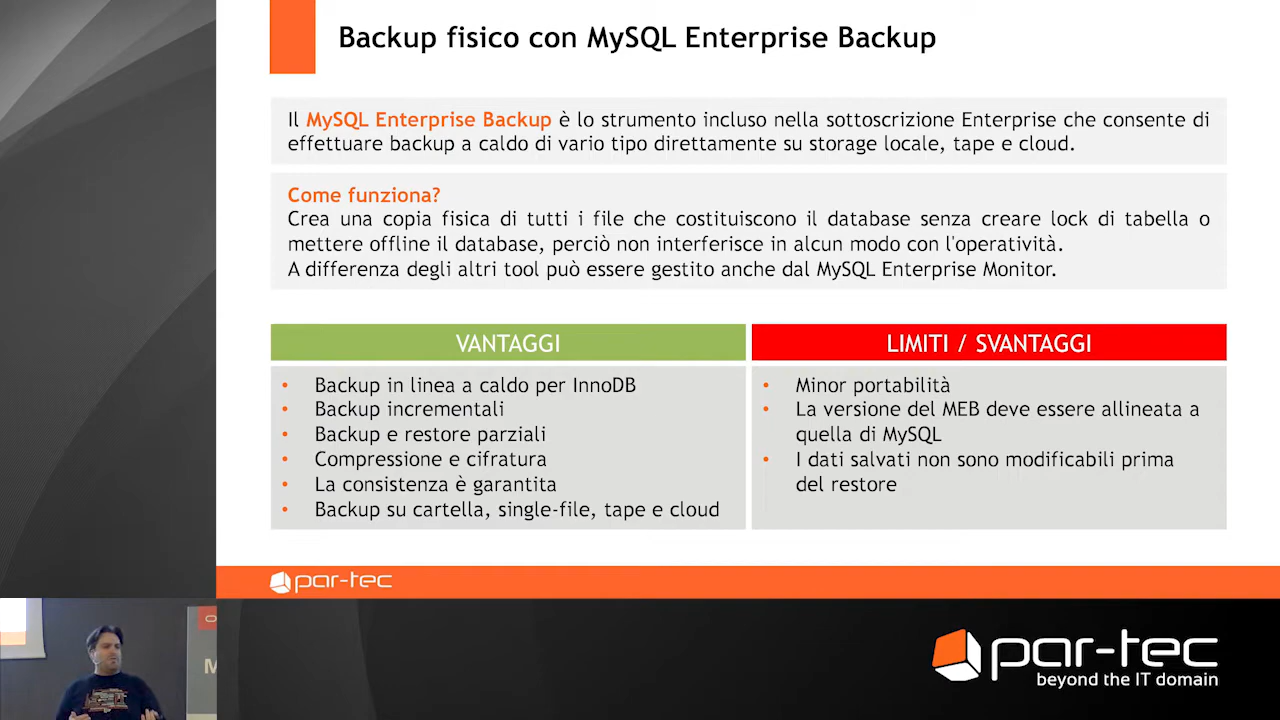 Backup fisico con MySQL Enterprise Backup
Il MySQL Enterprise Backup è lo strumento incluso nella sottoscrizione Enterprise che consente di
effettuare backup a caldo di vario tipo direttamente su storage locale, tape e cloud.
Come funziona?
Crea una copia fisica di tutti i file che costituiscono il database senza creare lock di tabella o
mettere offline il database, perciò non interferisce in alcun modo con l'operatività.
A differenza degli altri tool può essere gestito anche dal MySQL Enterprise Monitor.
VANTAGGI
• Backup in linea a caldo per InnoDB
• Backup incrementali
• Backup e restore parziali
• Compressione e cifratura
• La consistenza è garantita
• Backup su cartella, single-file, tape e cloud
LIMITI / SVANTAGGI
• Minor portabilità
• La versione del MEB deve essere allineata a
quella di MySQL
• I dati salvati non sono modificabili prima
del restore
par-tec
par-tec
beyond the IT domain